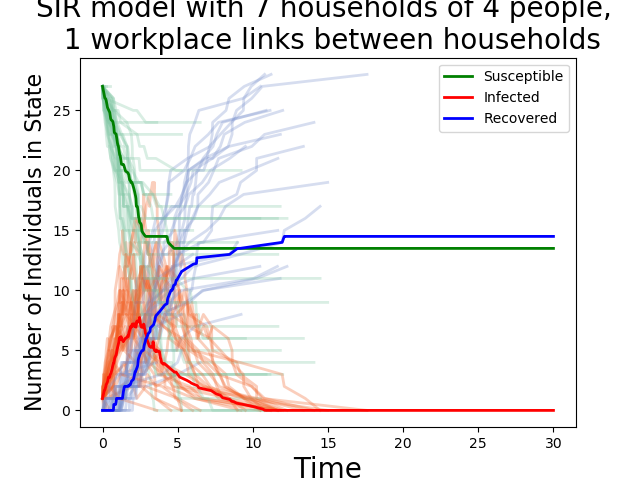 SIR model with 7 households of 4 people,
1 workplace links between households
Susceptible
Infected
Recovered
Number of Individuals in State
25
20
15
10
5
0
0 5 10 15 20 25 30
Time